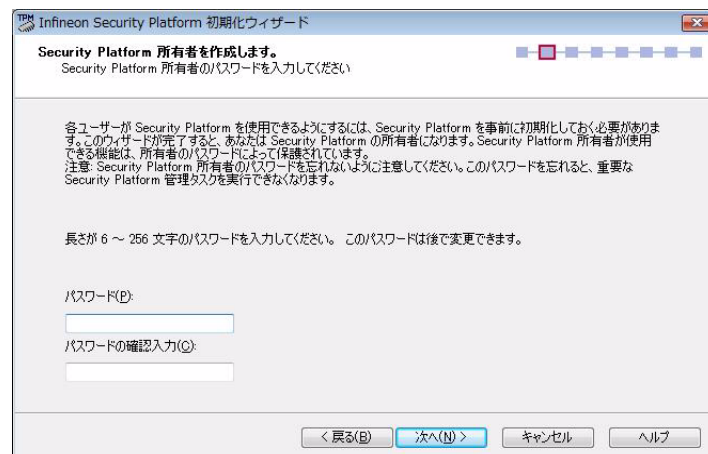 TPM
Infineon Security Platform 初期化ウィザード
Security Platform 所有者を作成します。
Security Platform 所有者のパスワードを入力してください
各ユーザーが Security Platform を使用できるようにするには、Security Platform を事前に初期化しておく必要がありま
す。このウィザードが完了すると、あなたは Security Platform の所有者になります。Security Platform 所有者が使用
できる機能は、所有者のパスワードによって保護されています。
注意: Security Platform 所有者のパスワードを忘れないように注意してください。このパスワードを忘れると、重要な
Security Platform 管理タスクを実行できなくなります。
長さが 6 ～ 256 文字のパスワードを入力してください。 このパスワードは後で変更できます。
パスワード(P):
パスワードの確認入力(C):
< 戻る(B)
次へ(N) >
キャンセル
ヘルプ